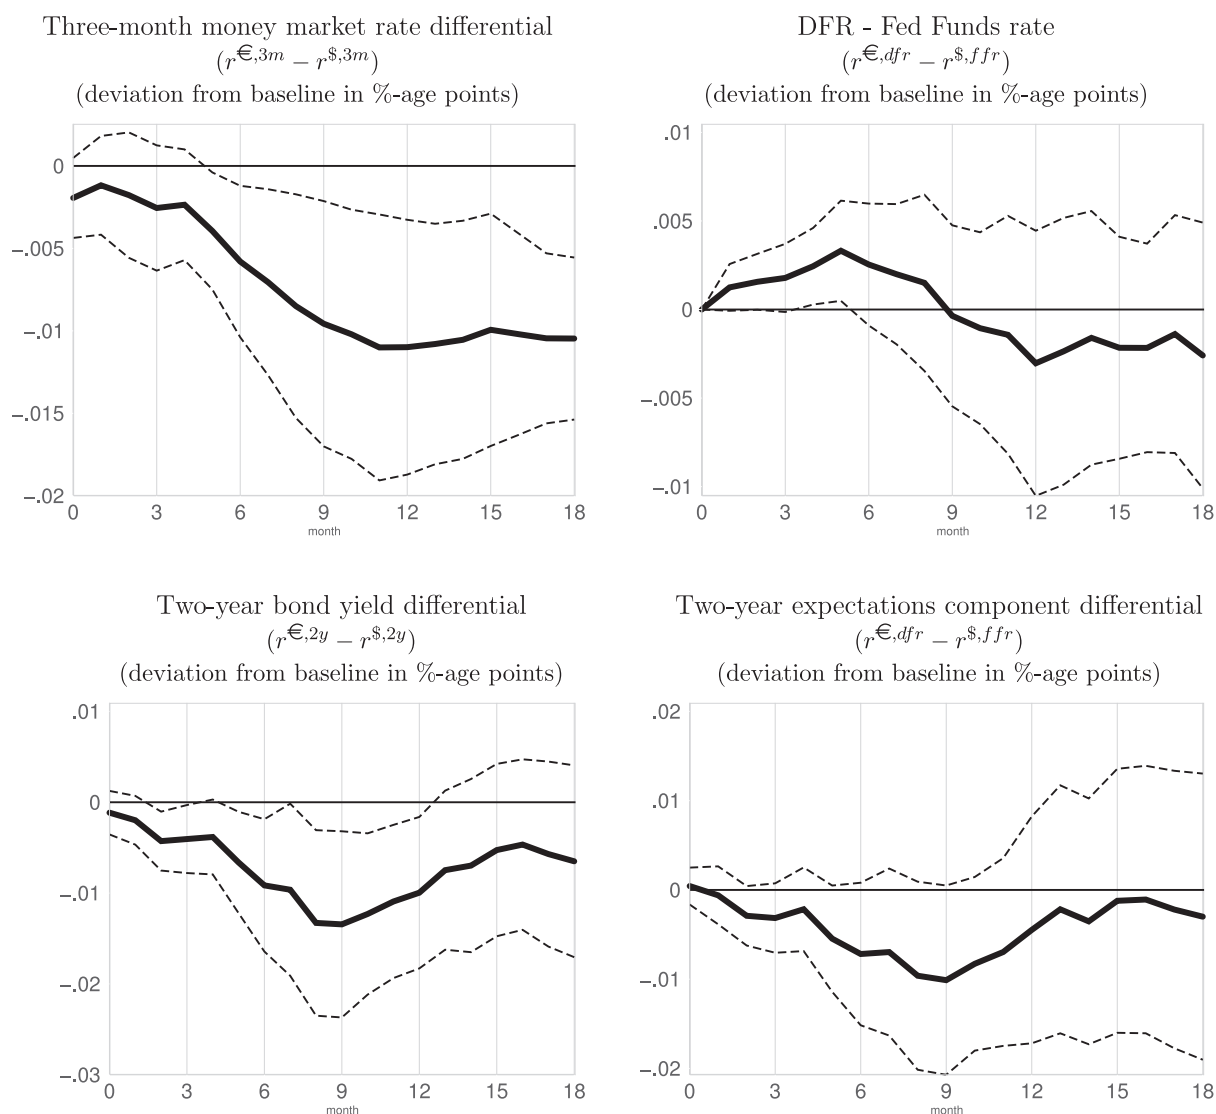 Three-month money market rate differential
(r€,3m − r$,3m)
(deviation from baseline in %-age points)
0
−.005
−.01
−.015
−.02
0 3 6 9 12 15 18
month
DFR - Fed Funds rate
(r€,dfr − r$,ffr)
(deviation from baseline in %-age points)
.01
.005
0
−.005
−.01
0 3 6 9 12 15 18
month
Two-year bond yield differential
(r€,2y − r$,2y)
(deviation from baseline in %-age points)
.01
0
−.01
−.02
−.03
0 3 6 9 12 15 18
month
Two-year expectations component differential
(r€,dfr − r$,ffr)
(deviation from baseline in %-age points)
.02
.01
0
−.01
−.02
0 3 6 9 12 15 18
month